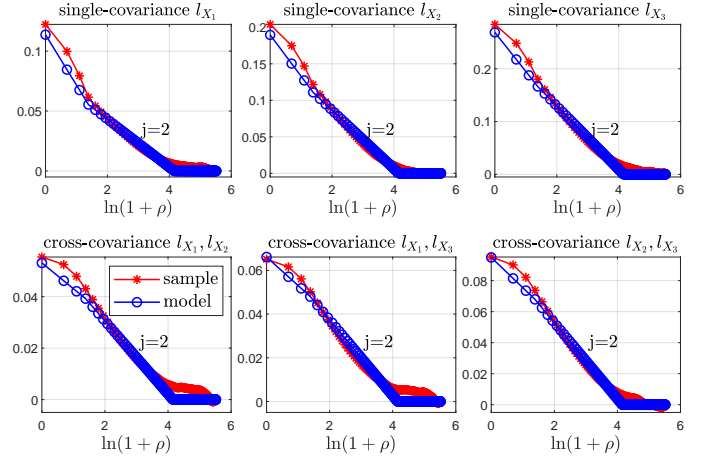 single-covariance $l_{X_1}$
0.1
0.05
0
j=2
0 2 4 6
ln(1 + ρ)
single-covariance $l_{X_2}$
0.2
0.15
0.1
0.05
0
j=2
0 2 4 6
ln(1 + ρ)
single-covariance $l_{X_3}$
0.2
0.1
0
j=2
0 2 4 6
ln(1 + ρ)
cross-covariance $l_{X_1}, l_{X_2}$
0.04
0.02
0
sample
model
j=2
0 2 4 6
ln(1 + ρ)
cross-covariance $l_{X_1}, l_{X_3}$
0.06
0.04
0.02
0
j=2
0 2 4 6
ln(1 + ρ)
cross-covariance $l_{X_2}, l_{X_3}$
0.08
0.06
0.04
0.02
0
j=2
0 2 4 6
ln(1 + ρ)